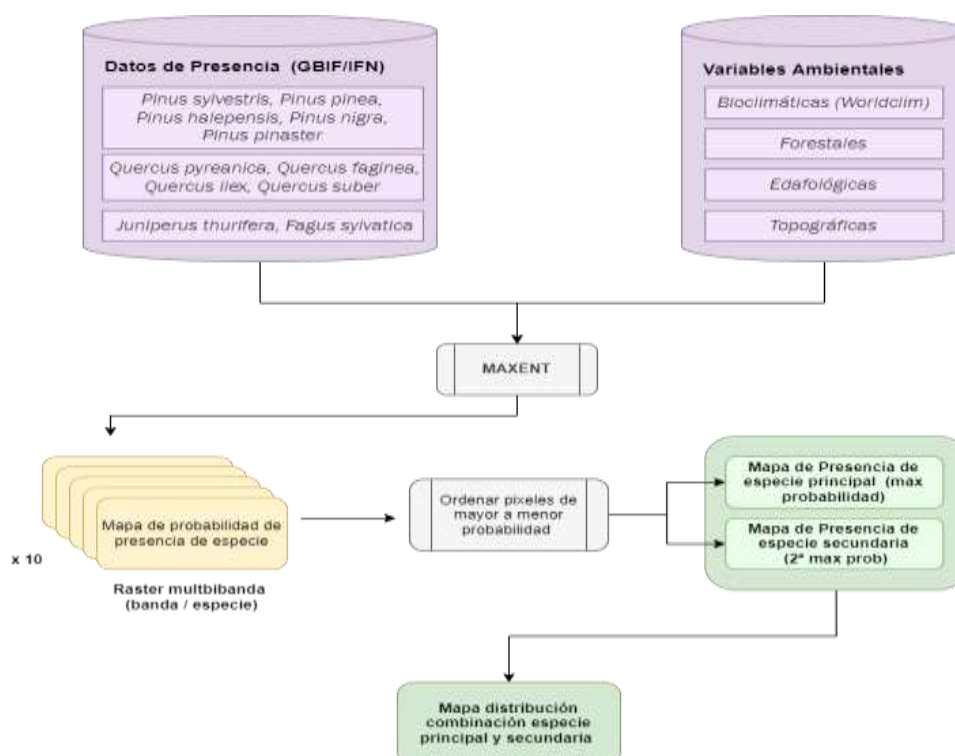 Datos de Presencia (GBIF/IFN)
Pinus sylvestris, Pinus pinea,
Pinus halepensis, Pinus nigra,
Pinus pinaster
Quercus pyreanica, Quercus faginea,
Quercus ilex, Quercus suber
Juniperus thurifera, Fagus sylvatica
Variables Ambientales
Bioclimáticas (Worldclim)
Forestales
Edafológicas
Topográficas
MAXENT
Mapa de probabilidad de
presencia de especie
x 10
Raster multbibanda
(banda / especie)
Ordenar pixeles de
mayor a menor
probabilidad
Mapa de Presencia de
especie principal (max
probabilidad)
Mapa de Presencia de
especie secundaria
(2ª max prob)
Mapa distribución
combinación especie
principal y secundaria